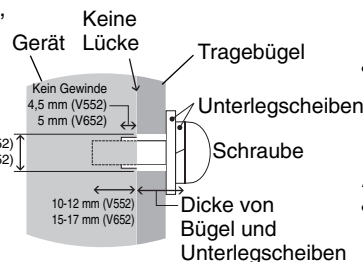 Keine
Gerät Lücke
Tragebügel
Kein Gewinde
4,5 mm (V552)
5 mm (V652)
Unterlegscheiben
Schraube
10-12 mm (V552)
15-17 mm (V652)
Dicke von
Bügel und
Unterlegscheiben